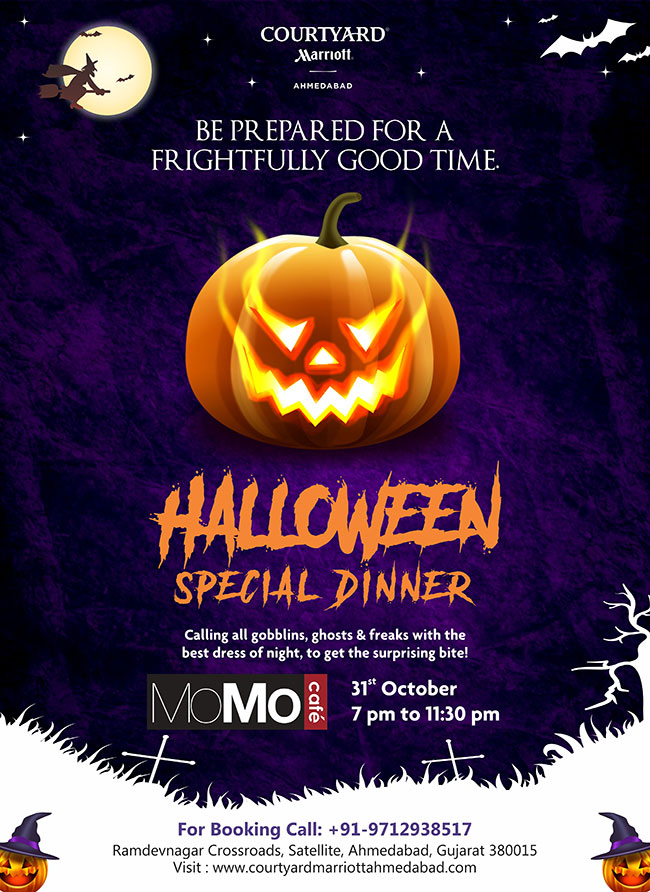 COURTYARD®
Marriott.
AHMEDABAD
BE PREPARED FOR A
FRIGHTFULLY GOOD TIME.
HALLOWEEN
SPECIAL DINNER
Calling all gobblins, ghosts & freaks with the
best dress of night, to get the surprising bite!
MoMo café
31st October
7 pm to 11:30 pm
For Booking Call: +91-9712938517
Ramdevnagar Crossroads, Satellite, Ahmedabad, Gujarat 380015
Visit : www.courtyardmarriottahmedabad.com